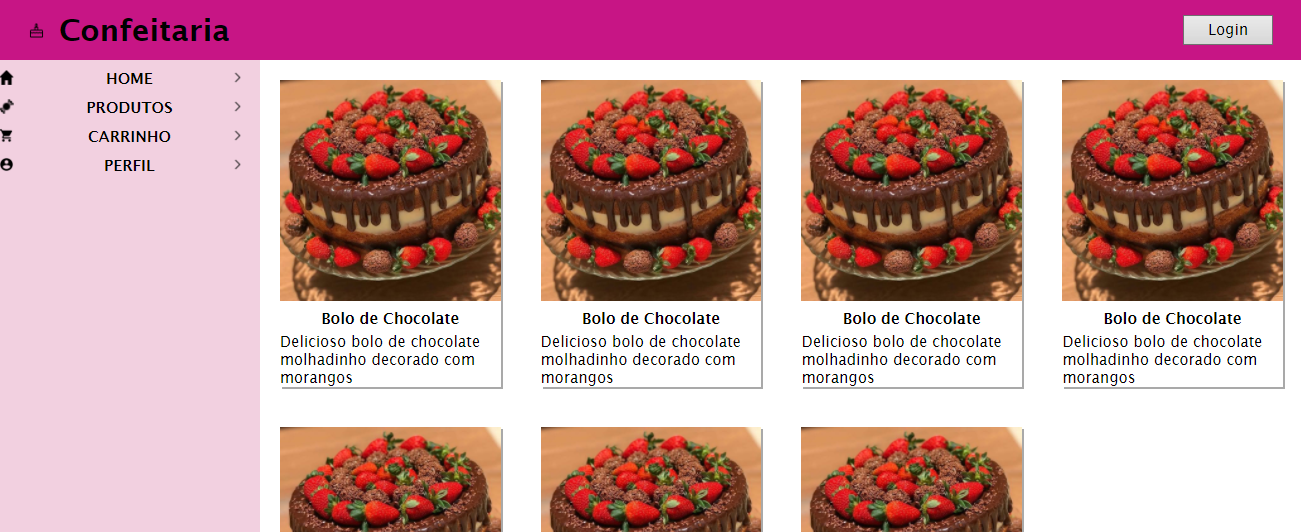 Confeitaria
Login
HOME
PRODUTOS
CARRINHO
PERFIL
Bolo de Chocolate
Delicioso bolo de chocolate
molhadinho decorado com
morangos
Bolo de Chocolate
Delicioso bolo de chocolate
molhadinho decorado com
morangos
Bolo de Chocolate
Delicioso bolo de chocolate
molhadinho decorado com
morangos
Bolo de Chocolate
Delicioso bolo de chocolate
molhadinho decorado com
morangos